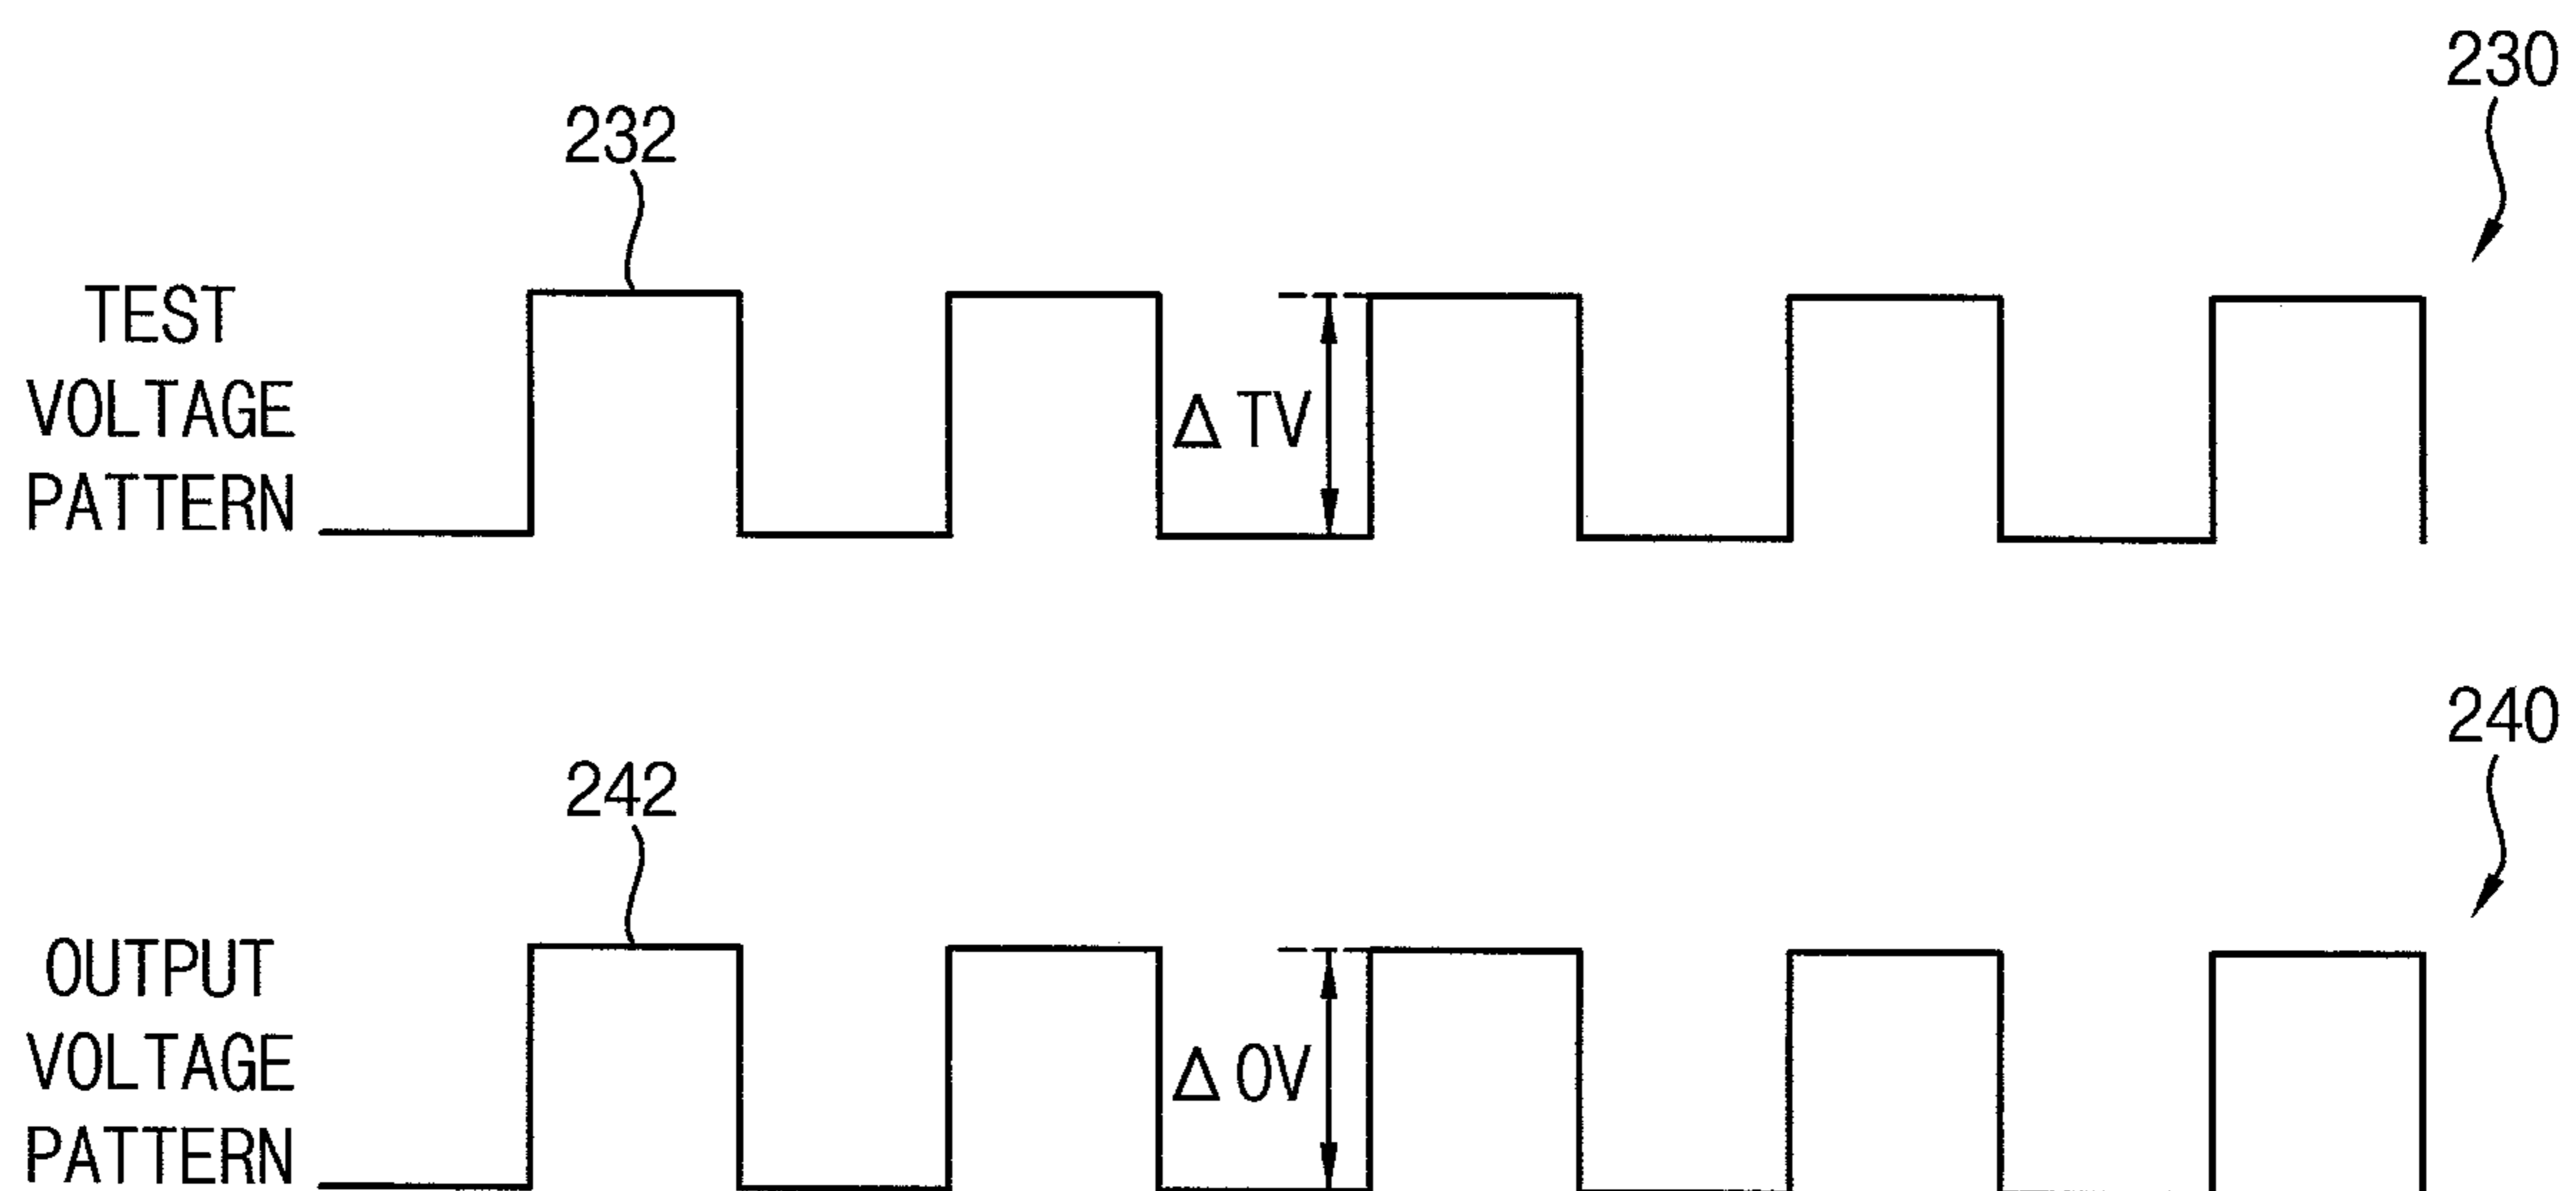 230
232
TEST
VOLTAGE
PATTERN
Δ TV
240
242
OUTPUT
VOLTAGE
PATTERN
Δ OV